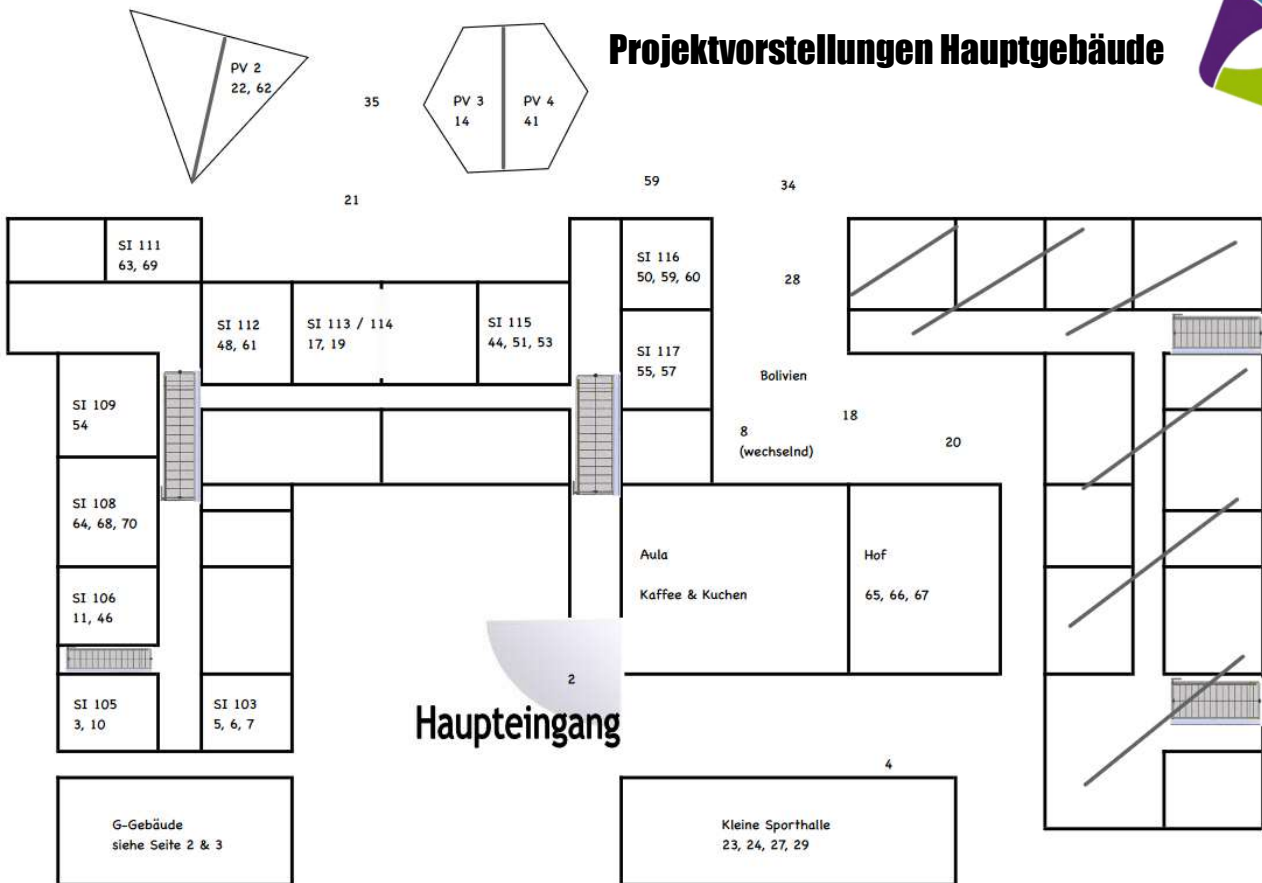 Projektvorstellungen Hauptgebäude
PV 2
22, 62
35
PV 3
14
PV 4
41
21
59
34
SI 111
63, 69
SI 116
50, 59, 60
28
SI 112
48, 61
SI 113 / 114
17, 19
SI 115
44, 51, 53
SI 117
55, 57
Bolivien
SI 109
54
18
8
(wechselnd)
20
SI 108
64, 68, 70
Aula
Kaffee & Kuchen
Hof
65, 66, 67
SI 106
11, 46
2
SI 105
3, 10
SI 103
5, 6, 7
Haupteingang
4
G-Gebäude
siehe Seite 2 & 3
Kleine Sporthalle
23, 24, 27, 29